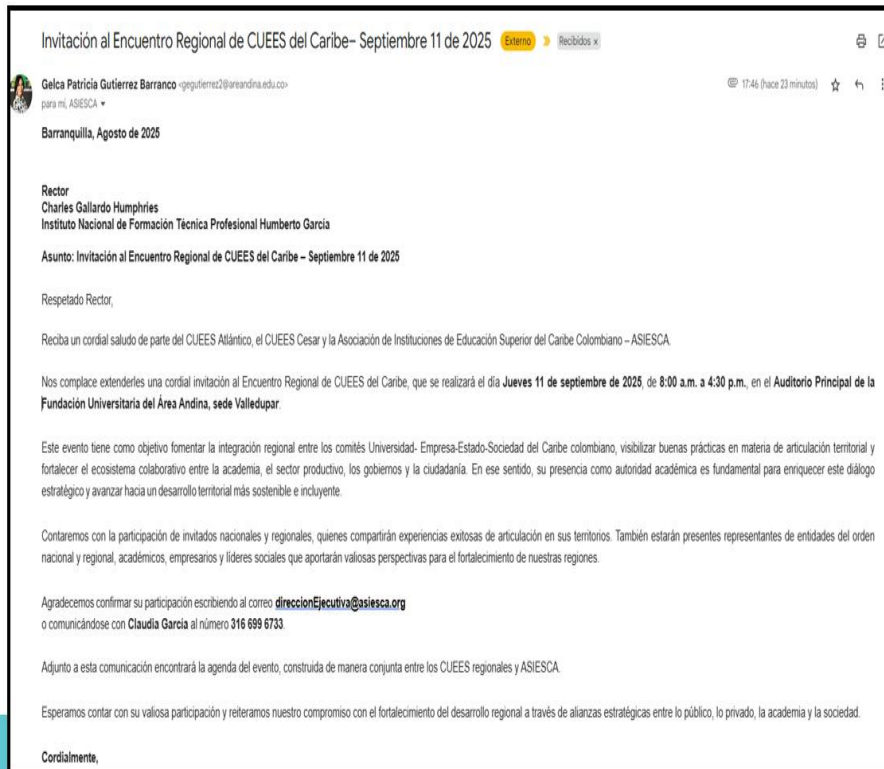 Invitación al Encuentro Regional de CUEES del Caribe– Septiembre 11 de 2025 Externo Recibidos x
Gelca Patricia Gutierrez Barranco <gegutierrez2@areandina.edu.co> 17:46 (hace 23 minutos)
para mí, ASIESCA
Barranquilla, Agosto de 2025
Rector
Charles Gallardo Humphries
Instituto Nacional de Formación Técnica Profesional Humberto García
Asunto: Invitación al Encuentro Regional de CUEES del Caribe – Septiembre 11 de 2025
Respetado Rector,
Reciba un cordial saludo de parte del CUEES Atlántico, el CUEES Cesar y la Asociación de Instituciones de Educación Superior del Caribe Colombiano – ASIESCA.
Nos complace extenderles una cordial invitación al Encuentro Regional de CUEES del Caribe, que se realizará el día Jueves 11 de septiembre de 2025, de 8:00 a.m. a 4:30 p.m., en el Auditorio Principal de la
Fundación Universitaria del Área Andina, sede Valledupar.
Este evento tiene como objetivo fomentar la integración regional entre los comités Universidad- Empresa-Estado-Sociedad del Caribe colombiano, visibilizar buenas prácticas en materia de articulación territorial y
fortalecer el ecosistema colaborativo entre la academia, el sector productivo, los gobiernos y la ciudadanía. En ese sentido, su presencia como autoridad académica es fundamental para enriquecer este diálogo
estratégico y avanzar hacia un desarrollo territorial más sostenible e incluyente.
Contaremos con la participación de invitados nacionales y regionales, quienes compartirán experiencias exitosas de articulación en sus territorios. También estarán presentes representantes de entidades del orden
nacional y regional, académicos, empresarios y líderes sociales que aportarán valiosas perspectivas para el fortalecimiento de nuestras regiones.
Agradecemos confirmar su participación escribiendo al correo direccionEjecutiva@asiesca.org
o comunicándose con Claudia García al número 316 699 6733.
Adjunto a esta comunicación encontrará la agenda del evento, construida de manera conjunta entre los CUEES regionales y ASIESCA.
Esperamos contar con su valiosa participación y reiteramos nuestro compromiso con el fortalecimiento del desarrollo regional a través de alianzas estratégicas entre lo público, lo privado, la academia y la sociedad.
Cordialmente,